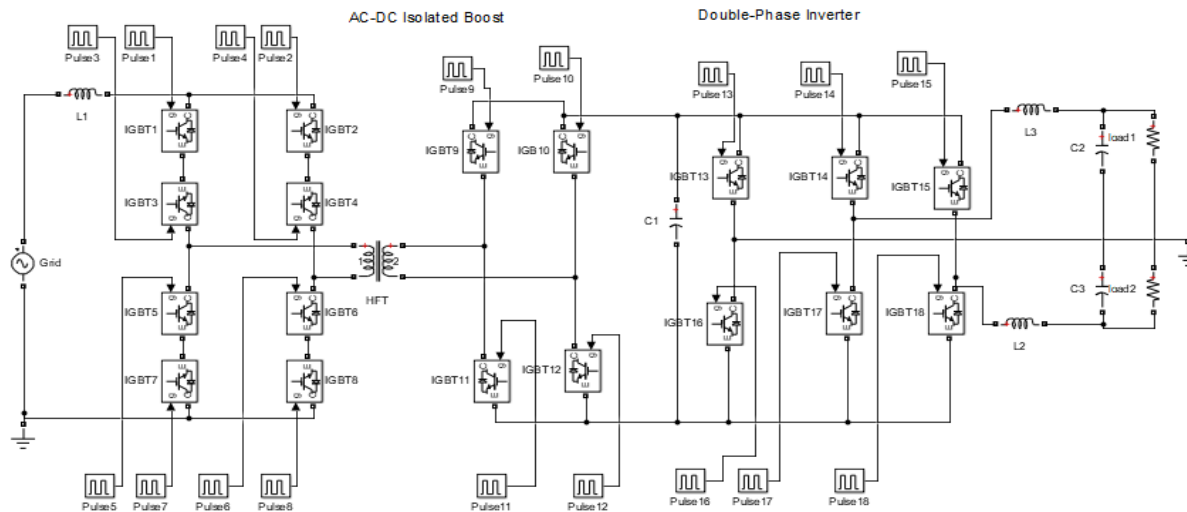 AC-DC Isolated Boost
Double-Phase Inverter
Pulse3
Pulse1
Pulse4
Pulse2
Pulse9
Pulse10
Pulse13
Pulse14
Pulse15
L1
g
C
E
IGBT1
g
C
E
IGBT2
IGBT9
g
C
E
IGB10
g
C
E
L3
C2
load1
IGBT13
g
C
E
IGBT14
g
C
E
IGBT15
g
C
E
IGBT3
g
C
E
IGBT4
g
C
E
C1
Grid
1
2
HFT
IGBT5
g
C
E
IGBT6
g
C
E
IGBT16
g
C
E
IGBT17
g
C
E
IGBT18
g
C
E
C3
load2
L2
IGBT7
g
C
E
IGBT8
g
C
E
IGBT11
g
C
E
IGBT12
g
C
E
Pulse5
Pulse7
Pulse6
Pulse8
Pulse11
Pulse12
Pulse16
Pulse17
Pulse18